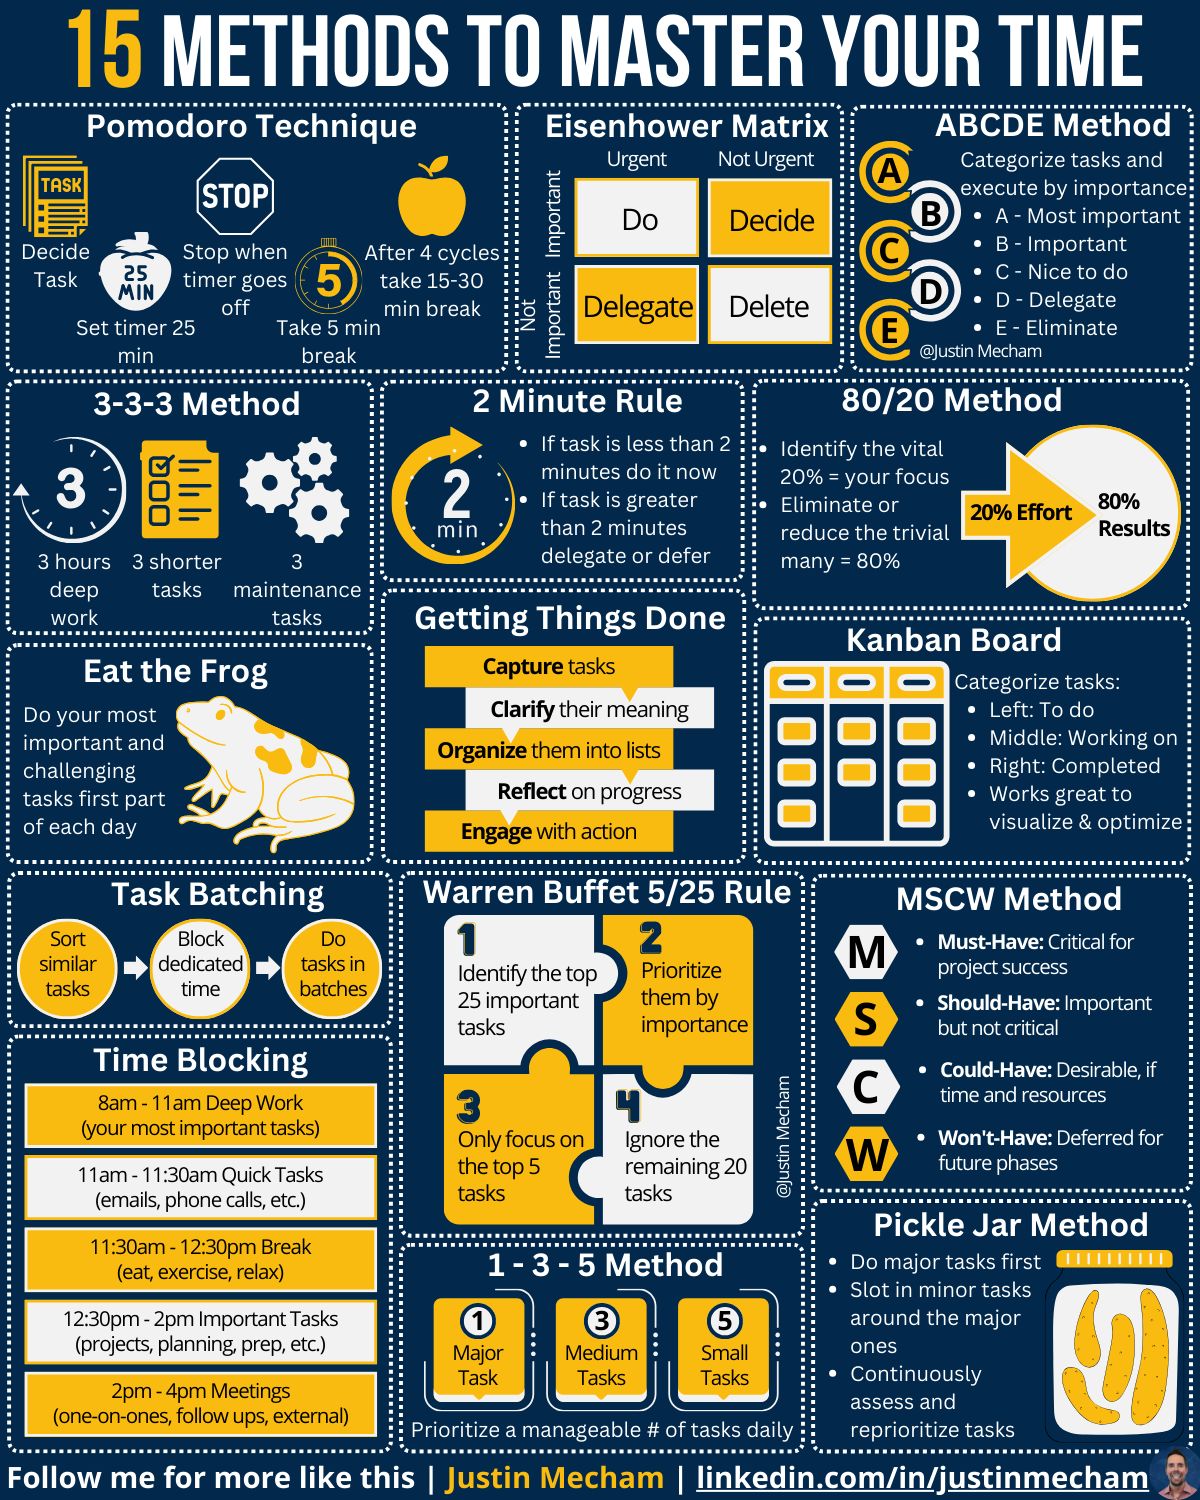 15 METHODS TO MASTER YOUR TIME
Pomodoro Technique
TASK
Decide
Task
25
MIN
Set timer 25
min
STOP
Stop when
timer goes
off
5
Take 5 min
break
After 4 cycles
take 15-30
min break
Eisenhower Matrix
Urgent
Not Urgent
Important
Do
Decide
Not
Important
Delegate
Delete
ABCDE Method
A
B
C
D
E
Categorize tasks and
execute by importance
• A - Most important
• B - Important
• C - Nice to do
• D - Delegate
• E - Eliminate
@Justin Mecham
3-3-3 Method
3
3 hours
deep
work
3 shorter
tasks
3
maintenance
tasks
2 Minute Rule
2
min
• If task is less than 2
minutes do it now
• If task is greater
than 2 minutes
delegate or defer
80/20 Method
• Identify the vital
20% = your focus
• Eliminate or
reduce the trivial
many = 80%
20% Effort
80%
Results
Eat the Frog
Do your most
important and
challenging
tasks first part
of each day
Getting Things Done
Capture tasks
Clarify their meaning
Organize them into lists
Reflect on progress
Engage with action
Kanban Board
Categorize tasks:
• Left: To do
• Middle: Working on
• Right: Completed
• Works great to
visualize & optimize
Task Batching
Sort
similar
tasks
Block
dedicated
time
Do
tasks in
batches
Warren Buffet 5/25 Rule
1
Identify the top
25 important
tasks
2
Prioritize
them by
importance
3
Only focus on
the top 5
tasks
4
Ignore the
remaining 20
tasks
@Justin Mecham
MSCW Method
M
• Must-Have: Critical for
project success
S
• Should-Have: Important
but not critical
C
• Could-Have: Desirable, if
time and resources
W
• Won't-Have: Deferred for
future phases
Time Blocking
8am - 11am Deep Work
(your most important tasks)
11am - 11:30am Quick Tasks
(emails, phone calls, etc.)
11:30am - 12:30pm Break
(eat, exercise, relax)
12:30pm - 2pm Important Tasks
(projects, planning, prep, etc.)
2pm - 4pm Meetings
(one-on-ones, follow ups, external)
1 - 3 - 5 Method
1
Major
Task
3
Medium
Tasks
5
Small
Tasks
Prioritize a manageable # of tasks daily
Pickle Jar Method
• Do major tasks first
• Slot in minor tasks
around the major
ones
• Continuously
assess and
reprioritize tasks
Follow me for more like this | Justin Mecham | linkedin.com/in/justinmecham